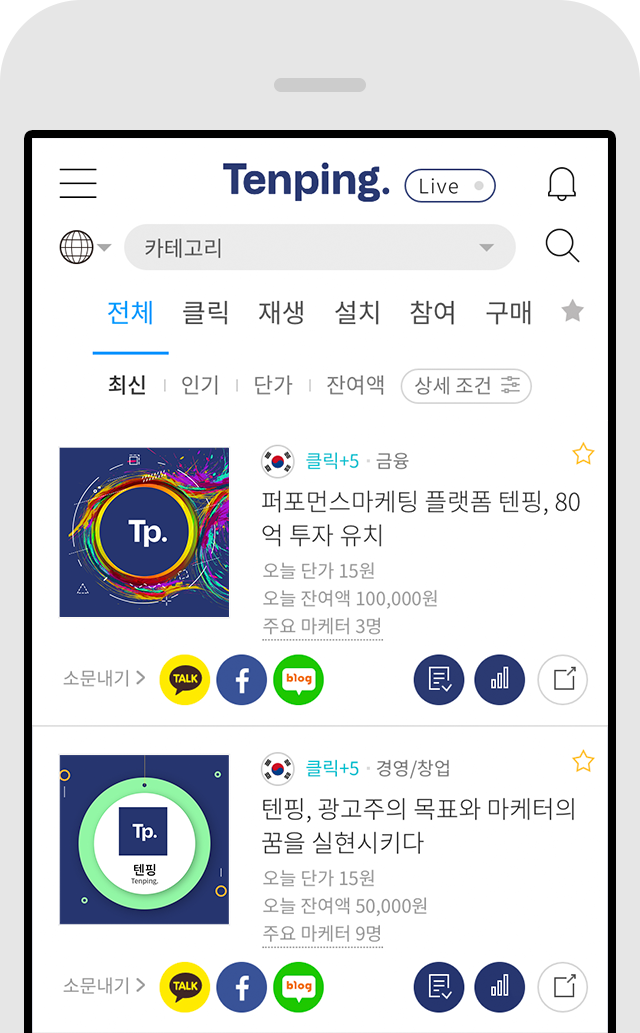 Tenping. Live
카테고리
전체 클릭 재생 설치 참여 구매
최신 인기 단가 잔여액 상세 조건
Tp.
클릭+5 · 금융
퍼포먼스마케팅 플랫폼 텐핑, 80
억 투자 유치
오늘 단가 15원
오늘 잔여액 100,000원
주요 마케터 3명
소문내기 > TALK f blog
Tp.
텐핑
Tenping.
클릭+5 · 경영/창업
텐핑, 광고주의 목표와 마케터의
꿈을 실현시키다
오늘 단가 15원
오늘 잔여액 50,000원
주요 마케터 9명
소문내기 > TALK f blog